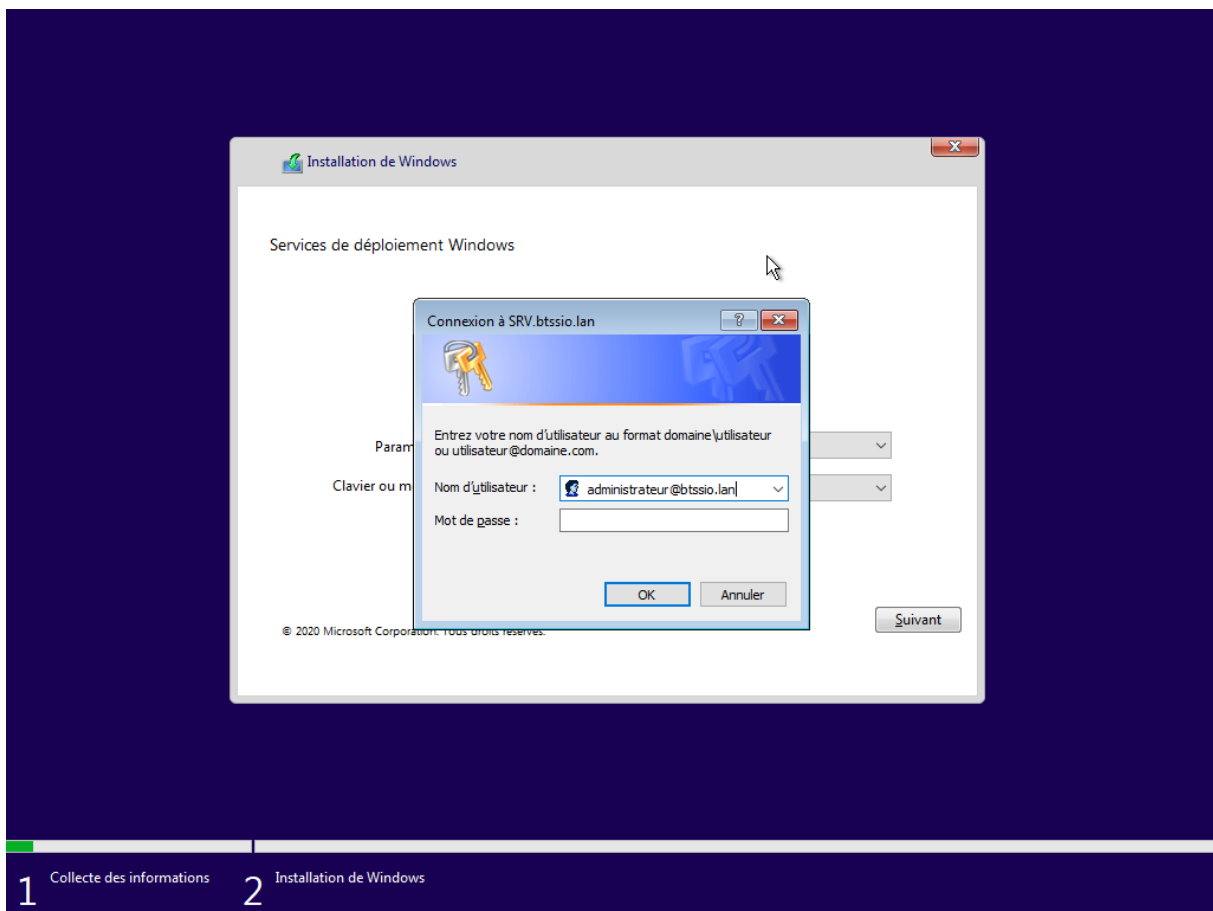 Installation de Windows
Services de déploiement Windows
Connexion à SRV.btssio.lan
Entrez votre nom d'utilisateur au format domaine\utilisateur
ou utilisateur@domaine.com.
Param
Clavier ou m
Nom d'utilisateur :
administrateur@btssio.lan
Mot de passe :
OK
Annuler
Suivant
© 2020 Microsoft Corporation. Tous droits réservés.
1 Collecte des informations
2 Installation de Windows